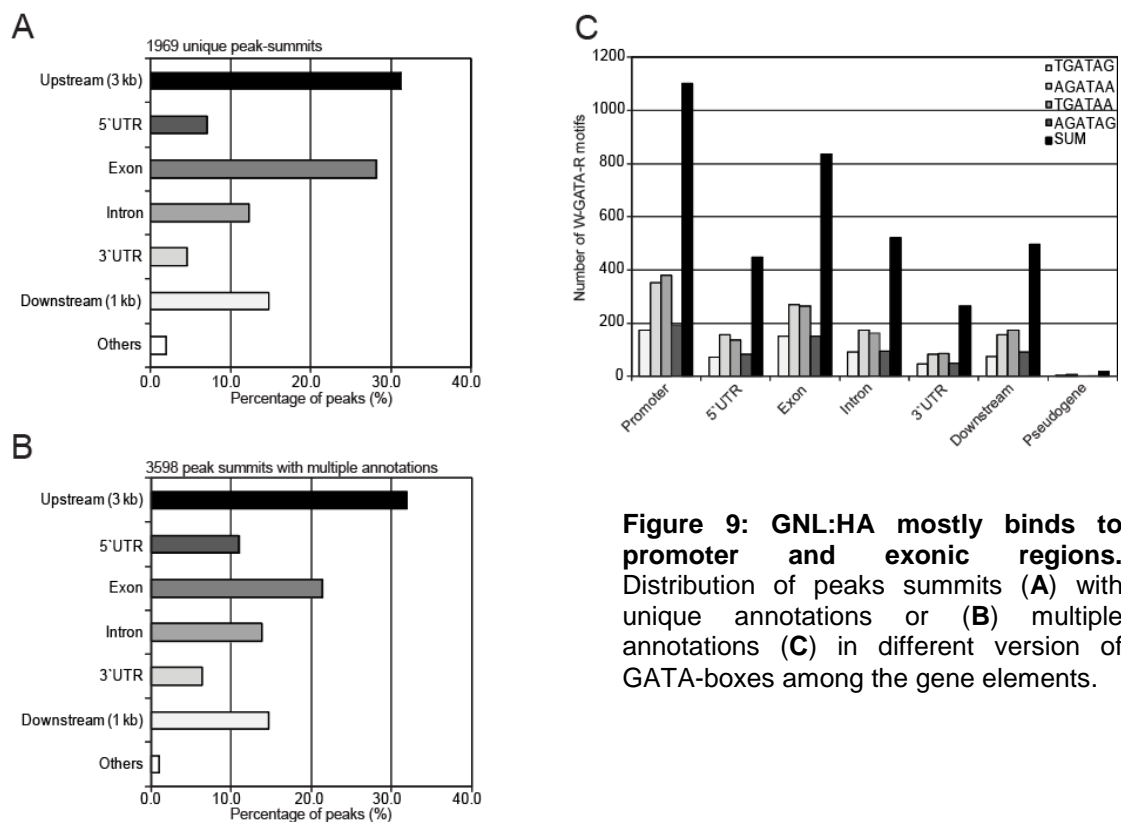 A
1969 unique peak-summits
Upstream (3 kb)
5`UTR
Exon
Intron
3`UTR
Downstream (1 kb)
Others
0.0 10.0 20.0 30.0 40.0
Percentage of peaks (%)
B
3598 peak summits with multiple annotations
Upstream (3 kb)
5`UTR
Exon
Intron
3`UTR
Downstream (1 kb)
Others
0.0 10.0 20.0 30.0 40.0
Percentage of peaks (%)
C
Number of W-GATA-R motifs
1200
1000
800
600
400
200
0
TGATAG
AGATAA
TGATAA
AGATAG
SUM
Promoter
5`UTR
Exon
Intron
3`UTR
Downstream
Pseudogene
Figure 9: GNL:HA mostly binds to
promoter and exonic regions.
Distribution of peaks summits (A) with
unique annotations or (B) multiple
annotations (C) in different version of
GATA-boxes among the gene elements.